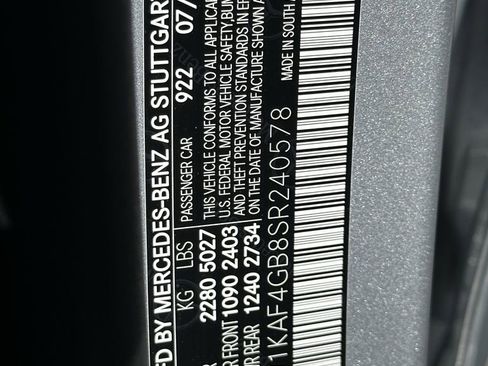 FD BY MERCEDES-BENZ AG STUTTGAR
PASSENGER CAR 922 07/
KG LBS
2280 5027
FRONT 1090 2403
REAR 1240 2734
THIS VEHICLE CONFORMS TO ALL APPLICAB
U.S. FEDERAL MOTOR VEHICLE SAFETY, BUM
AND THEFT PREVENTION STANDARDS IN EF
ON THE DATE OF MANUFACTURE SHOWN A
1KAF4GB8SR240578
MADE IN SOUTH